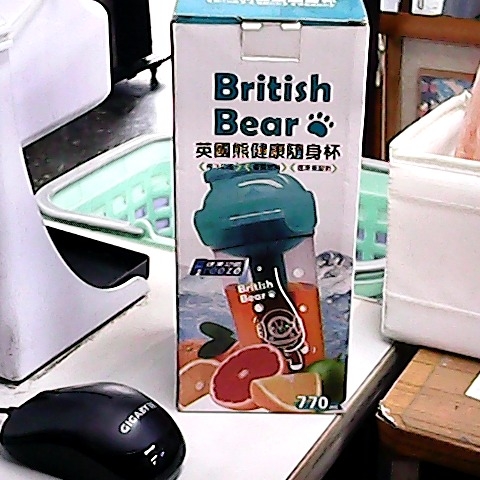 British
Bear
英國熊健康隨身杯
Freeze
British
Bear
770
GIGABYTE